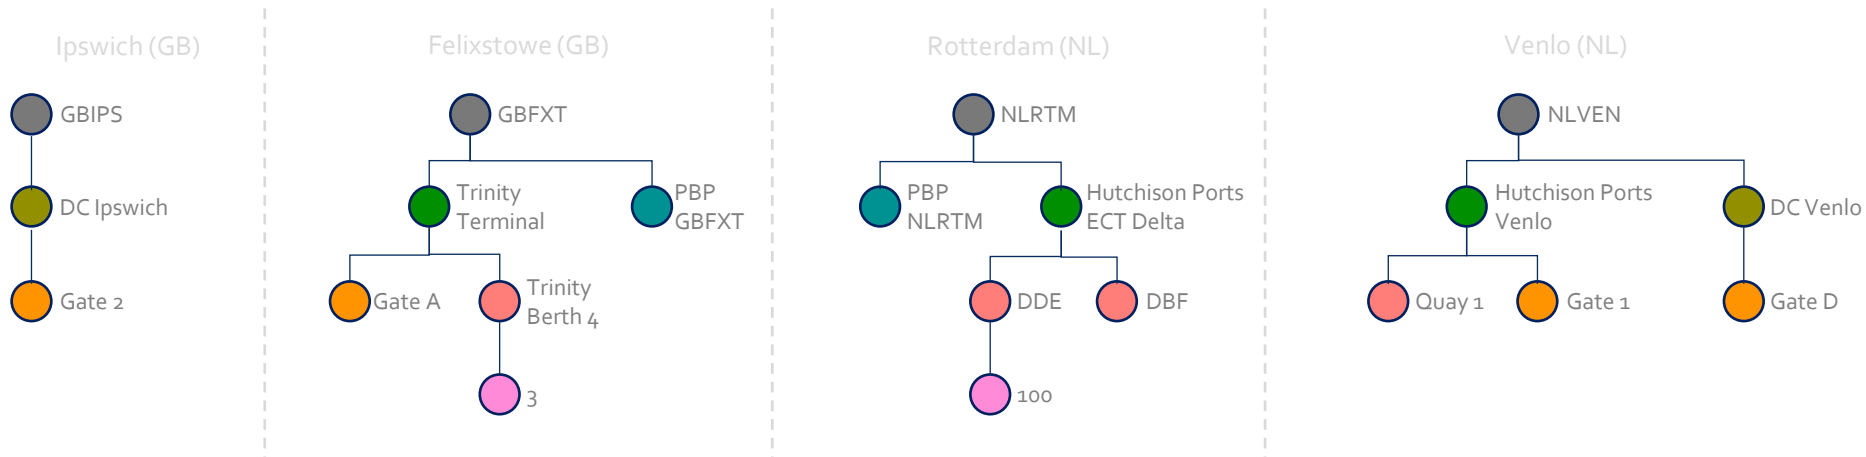 Ipswich (GB)
Felixstowe (GB)
Rotterdam (NL)
Venlo (NL)
GBIPS
GBFXT
NLRTM
NLVEN
DC Ipswich
Trinity
Terminal
PBP
GBFXT
PBP
NLRTM
Hutchison Ports
ECT Delta
Hutchison Ports
Venlo
DC Venlo
Gate 2
Gate A
Trinity
Berth 4
DDE
DBF
Quay 1
Gate 1
Gate D
3
100